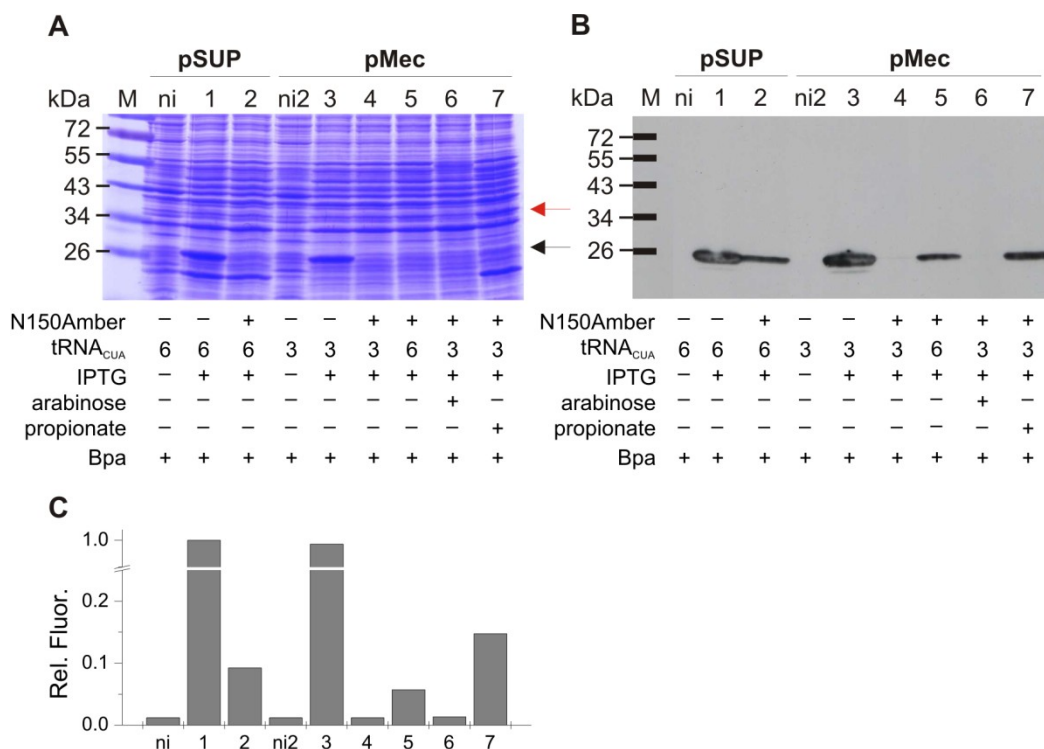 A
pSUP pMec
kDa M ni 1 2 ni2 3 4 5 6 7
72
55
43
34
26
N150Amber – – + – – + + + +
tRNA CUA 6 6 6 3 3 3 6 3 3
IPTG – + + – + + + + +
arabinose – – – – – – – + –
propionate – – – – – – – – +
Bpa + + + + + + + + +
B
pSUP pMec
kDa M ni 1 2 ni2 3 4 5 6 7
72
55
43
34
26
N150Amber – – + – – + + + +
tRNA CUA 6 6 6 3 3 3 6 3 3
IPTG – + + – + + + + +
arabinose – – – – – – – + –
propionate – – – – – – – – +
Bpa + + + + + + + + +
C
Rel. Fluor.
1.0
0.2
0.1
0.0
ni 1 2 ni2 3 4 5 6 7